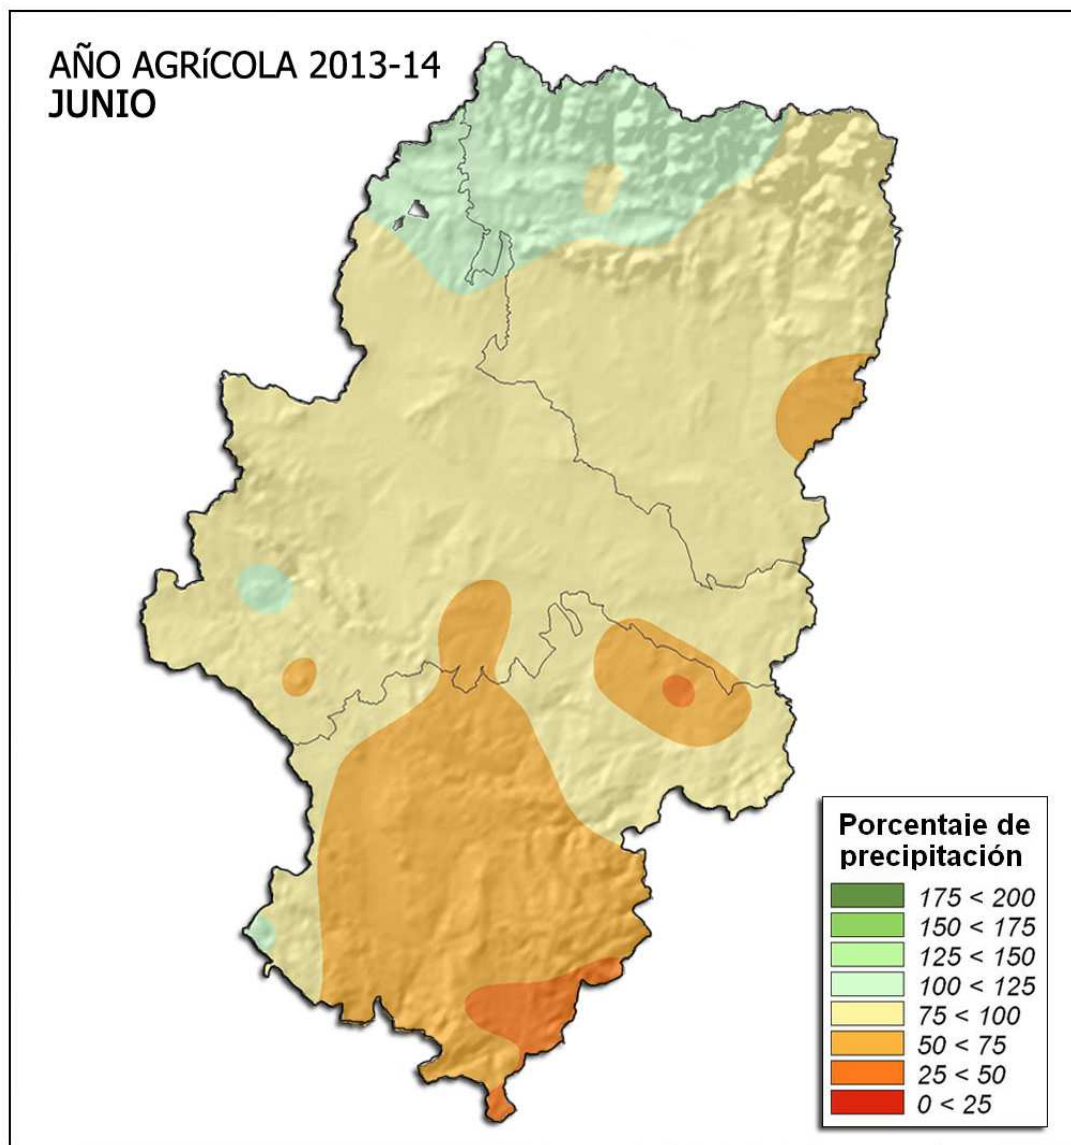 AÑO AGRíCOLA 2013-14
JUNIO
Porcentaje de
precipitación
175 < 200
150 < 175
125 < 150
100 < 125
75 < 100
50 < 75
25 < 50
0 < 25